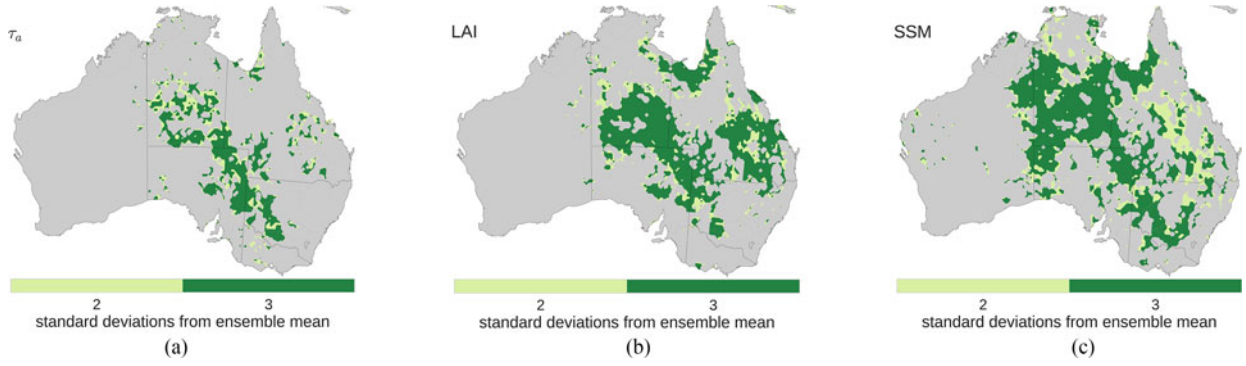 τₐ
LAI
SSM
2 3
standard deviations from ensemble mean
(a)
2 3
standard deviations from ensemble mean
(b)
2 3
standard deviations from ensemble mean
(c)